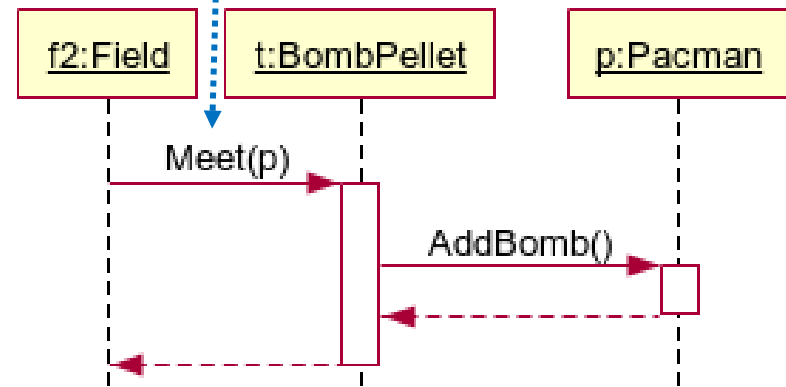 f2:Field
t:BombPellet
p:Pacman
Meet(p)
AddBomb()